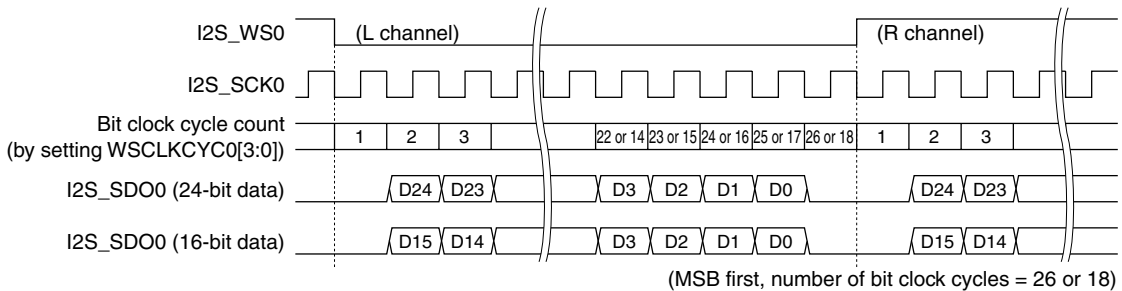 I2S_WS0 (L channel) (R channel)
I2S_SCK0
Bit clock cycle count
(by setting WSCLKCYC0[3:0]) 1 2 3 22 or 14 23 or 15 24 or 16 25 or 17 26 or 18 1 2 3
I2S_SDO0 (24-bit data) D24 D23 D3 D2 D1 D0 D24 D23
I2S_SDO0 (16-bit data) D15 D14 D3 D2 D1 D0 D15 D14
(MSB first, number of bit clock cycles = 26 or 18)